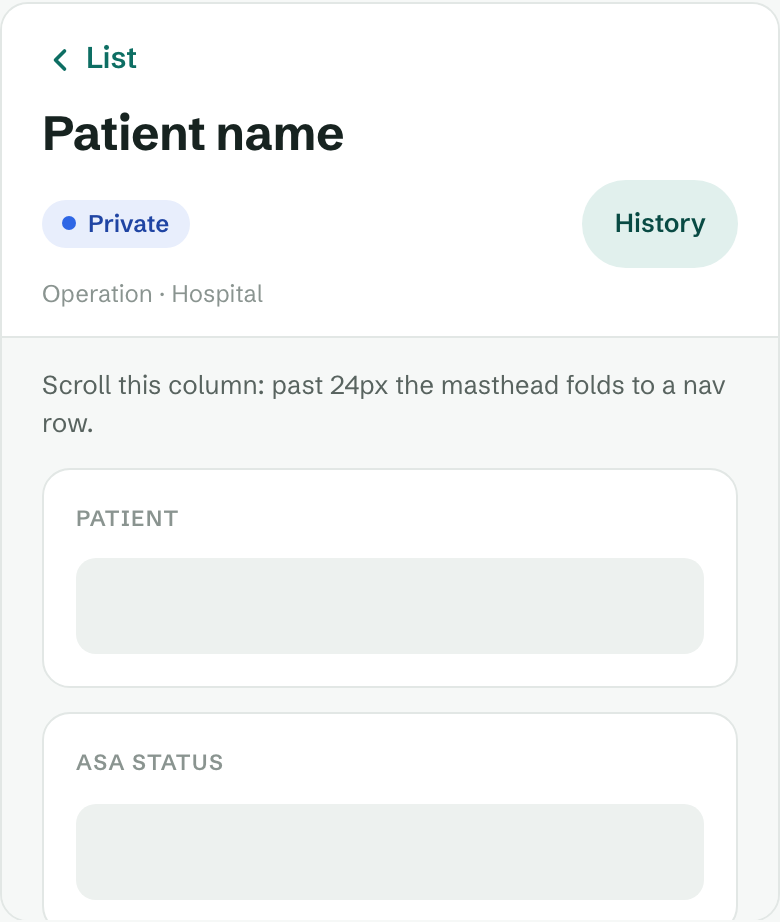 List
Patient name
Private
History
Operation · Hospital
Scroll this column: past 24px the masthead folds to a nav
row.
PATIENT
ASA STATUS